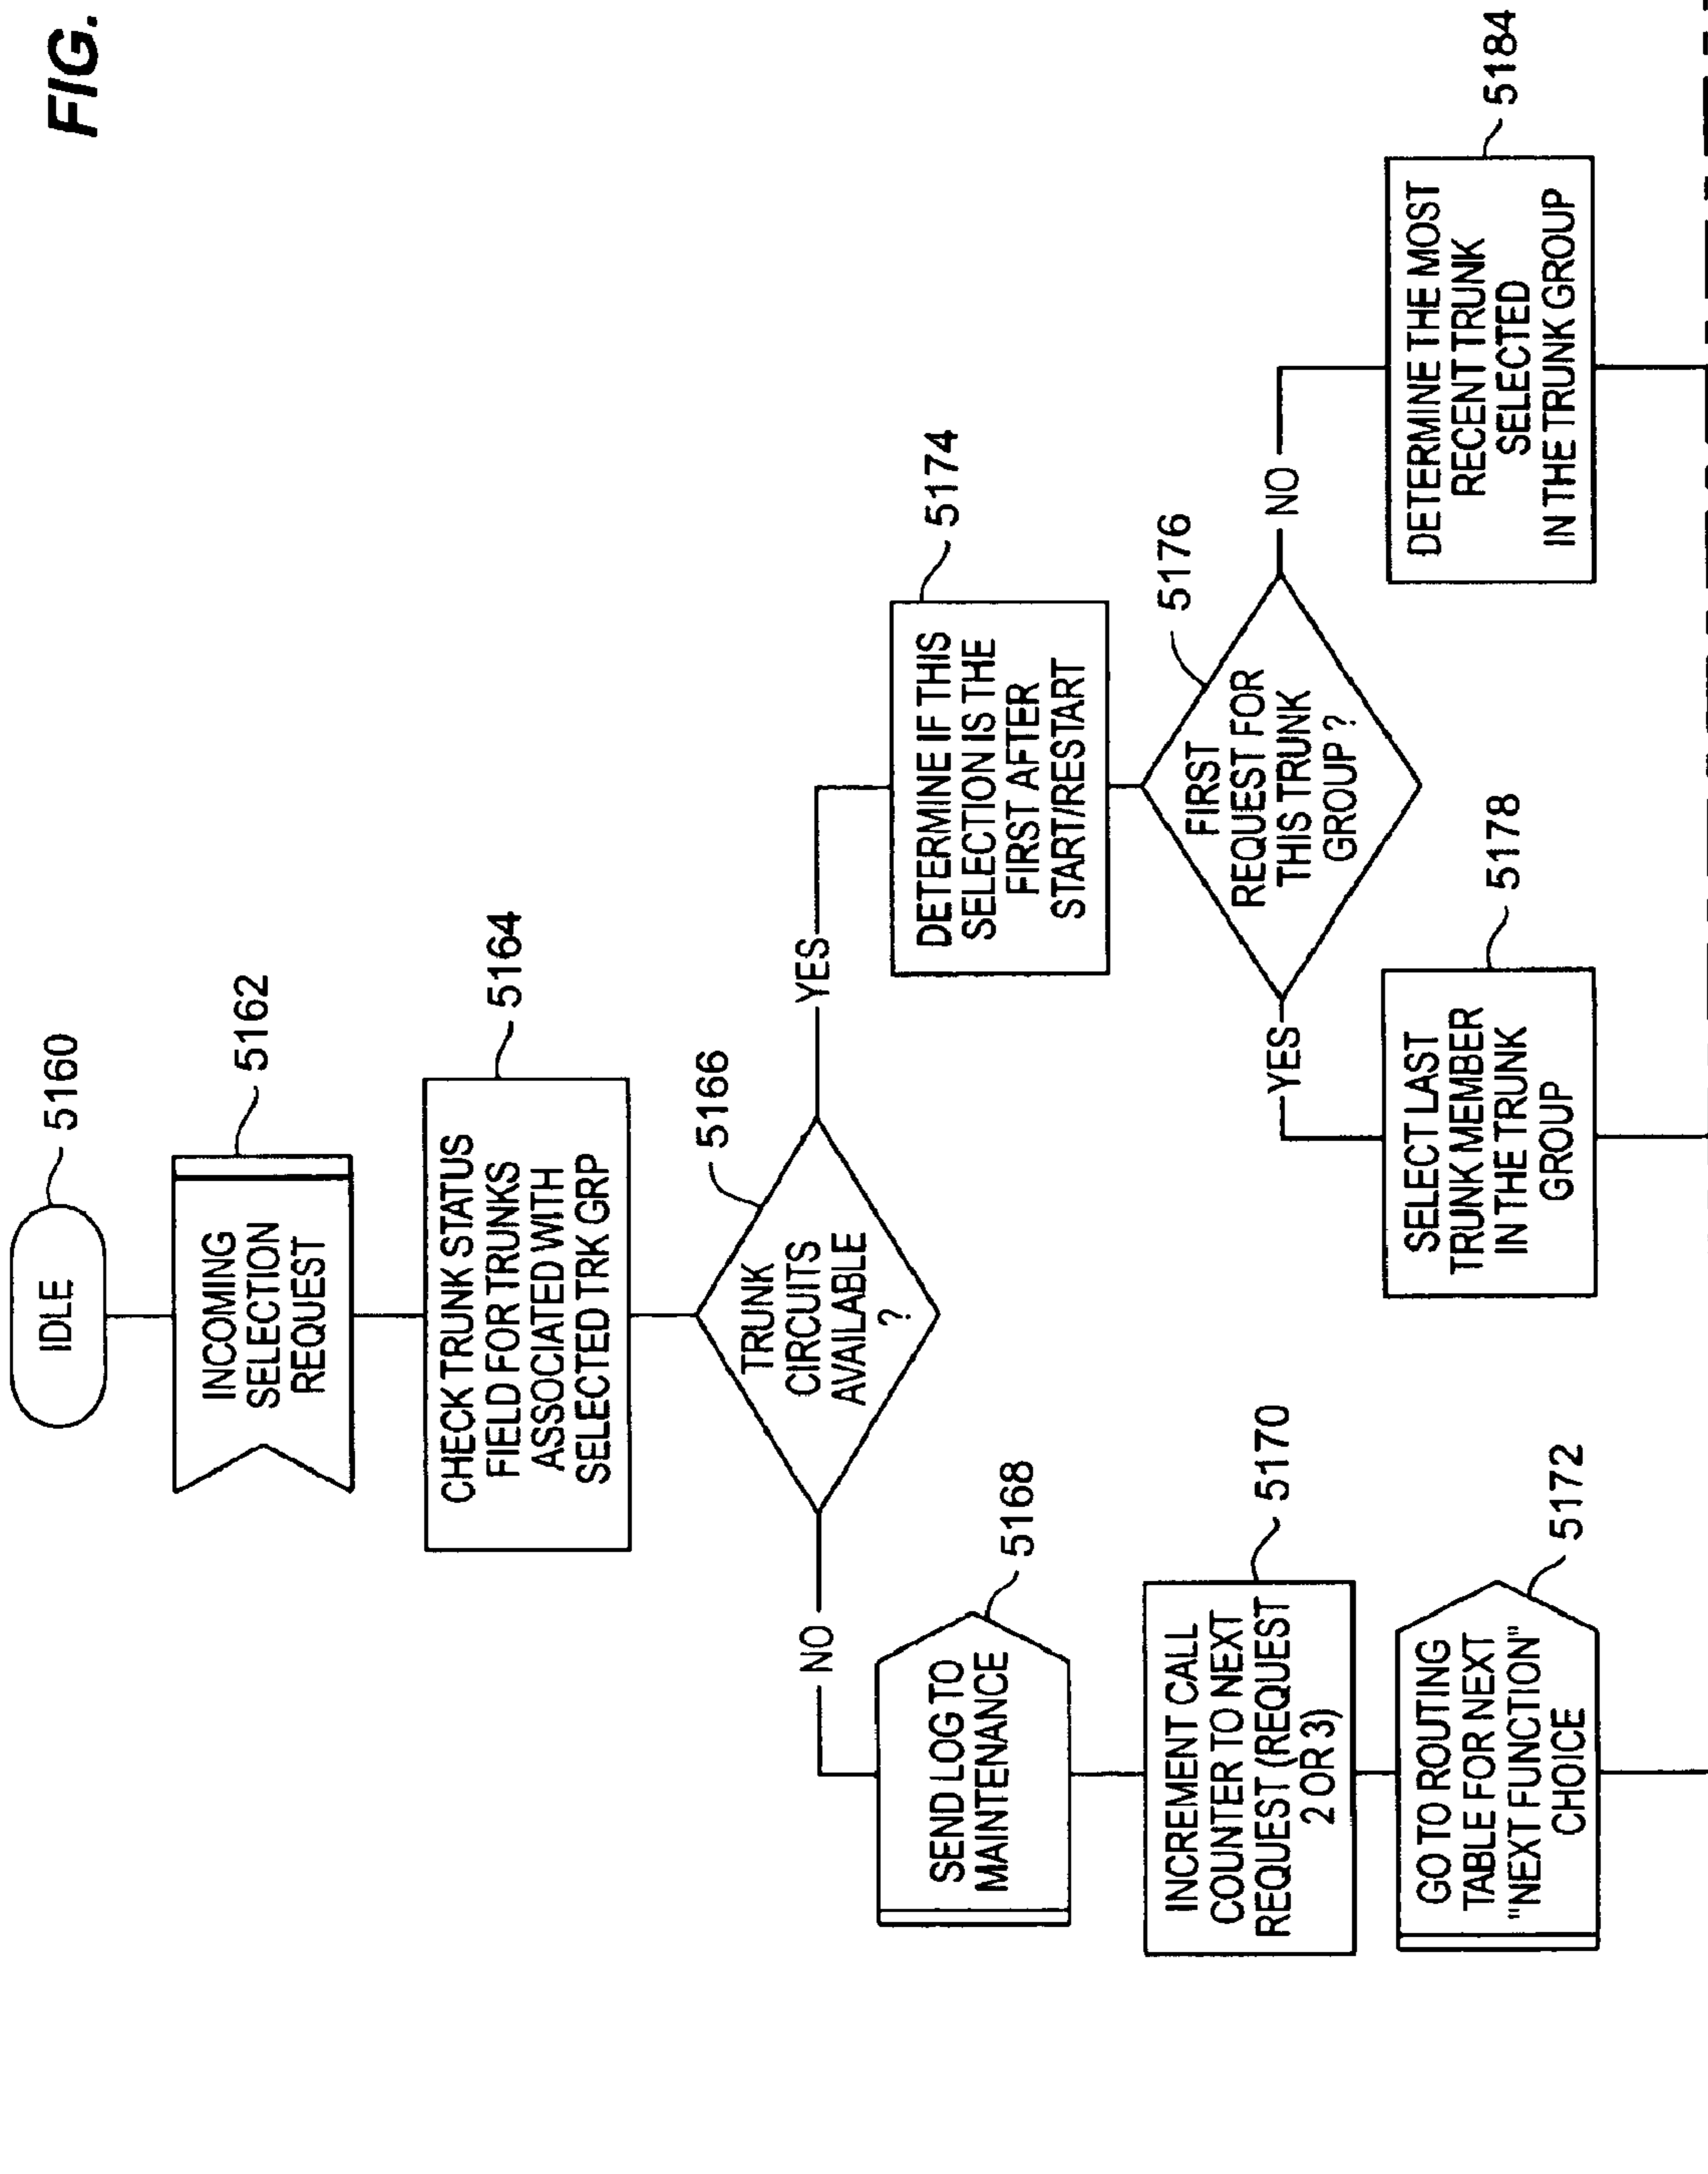 FIG.
IDLE
5160
INCOMING
SELECTION
REQUEST
5162
CHECK TRUNK STATUS
FIELD FOR TRUNKS
ASSOCIATED WITH
SELECTED TRK GRP
5164
TRUNK
CIRCUITS
AVAILABLE
?
5166
NO
YES
SEND LOG TO
MAINTENANCE
5168
INCREMENT CALL
COUNTER TO NEXT
REQUEST (REQUEST
2 OR 3)
5170
GO TO ROUTING
TABLE FOR NEXT
"NEXT FUNCTION"
CHOICE
5172
DETERMINE IF THIS
SELECTION IS THE
FIRST AFTER
START/RESTART
5174
FIRST
REQUEST FOR
THIS TRUNK
GROUP ?
5176
YES
NO
SELECT LAST
TRUNK MEMBER
IN THE TRUNK
GROUP
5178
DETERMINE THE MOST
RECENT TRUNK
SELECTED
IN THE TRUNK GROUP
5184